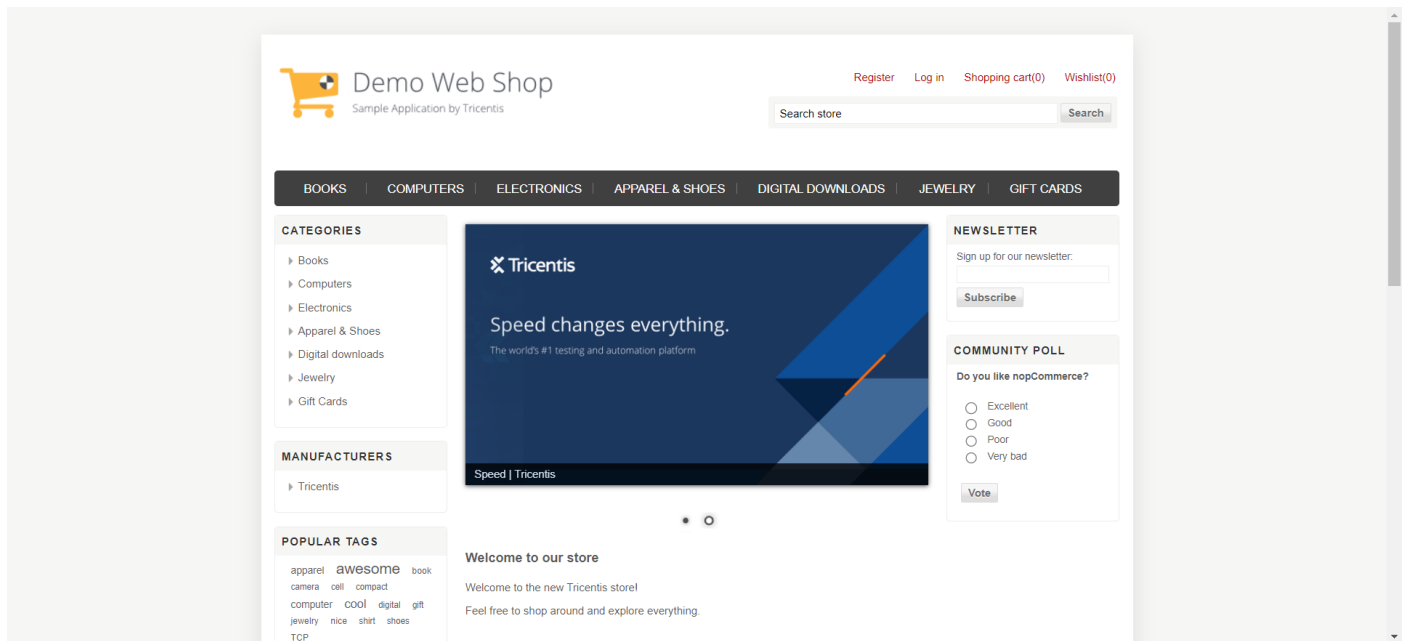 Demo Web Shop
Sample Application by Tricentis
Register Log in Shopping cart(0) Wishlist(0)
Search store Search
BOOKS COMPUTERS ELECTRONICS APPAREL & SHOES DIGITAL DOWNLOADS JEWELRY GIFT CARDS
CATEGORIES
Books
Computers
Electronics
Apparel & Shoes
Digital downloads
Jewelry
Gift Cards
MANUFACTURERS
Tricentis
POPULAR TAGS
apparel awesome book
camera cell compact
computer cool digital gift
jewelry nice shirt shoes
TCP
Tricentis
Speed changes everything.
The world's #1 testing and automation platform
Speed | Tricentis
Welcome to our store
Welcome to the new Tricentis store!
Feel free to shop around and explore everything.
NEWSLETTER
Sign up for our newsletter:
Subscribe
COMMUNITY POLL
Do you like nopCommerce?
Excellent
Good
Poor
Very bad
Vote